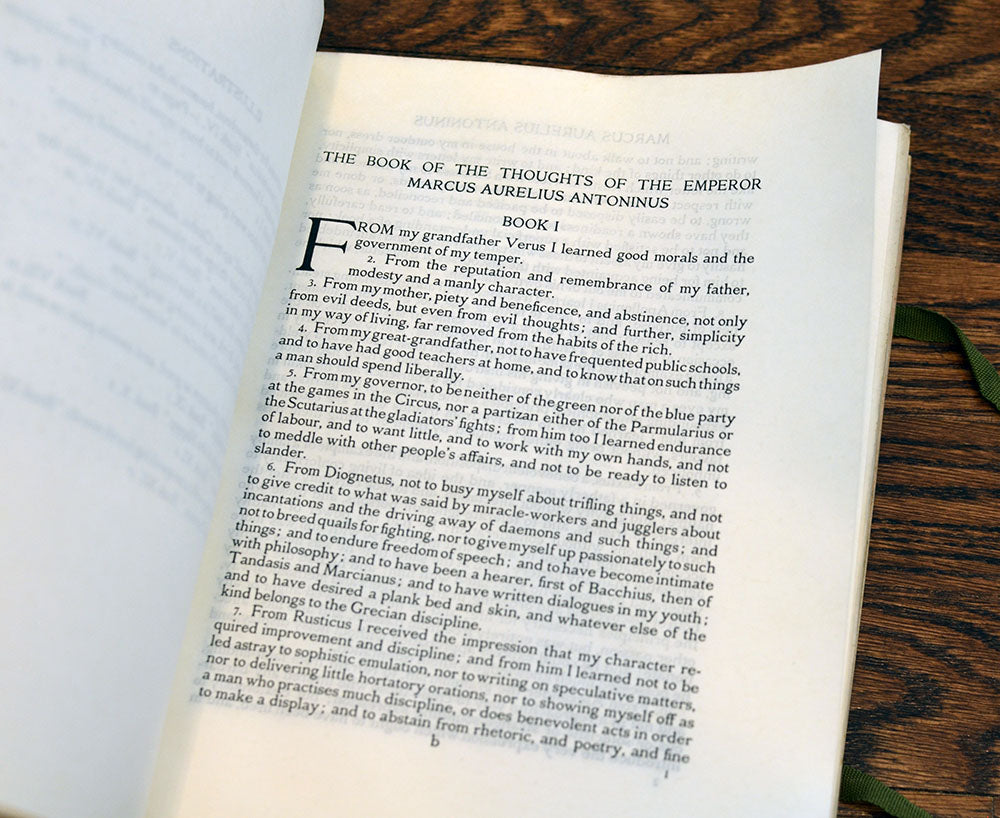 THE BOOK OF THE THOUGHTS OF THE EMPEROR
MARCUS AURELIUS ANTONINUS
BOOK I
FROM my grandfather Verus I learned good morals and the
government of my temper.
2. From the reputation and remembrance of my father,
modesty and a manly character.
3. From my mother, piety and beneficence, and abstinence, not only
from evil deeds, but even from evil thoughts; and further, simplicity
in my way of living, far removed from the habits of the rich.
4. From my great-grandfather, not to have frequented public schools,
and to have had good teachers at home, and to know that on such things
a man should spend liberally.
5. From my governor, to be neither of the green nor of the blue party
at the games in the Circus, nor a partizan either of the Parmularius or
the Scutarius at the gladiators' fights; from him too I learned endurance
of labour, and to want little, and to work with my own hands, and not
to meddle with other people's affairs, and not to be ready to listen to
slander.
6. From Diognetus, not to busy myself about trifling things, and not
to give credit to what was said by miracle-workers and jugglers about
incantations and the driving away of daemons and such things; and
not to breed quails for fighting, nor to give myself up passionately to such
things; and to endure freedom of speech; and to have become intimate
with philosophy; and to have been a hearer, first of Bacchius, then of
Tandasis and Marcianus; and to have written dialogues in my youth;
and to have desired a plank bed and skin, and whatever else of the
kind belongs to the Grecian discipline.
7. From Rusticus I received the impression that my character re-
quired improvement and discipline; and from him I learned not to be
led astray to sophistic emulation, nor to writing on speculative matters,
nor to delivering little hortatory orations, nor to showing myself off as
a man who practises much discipline, or does benevolent acts in order
to make a display; and to abstain from rhetoric, and poetry, and fine
b
1